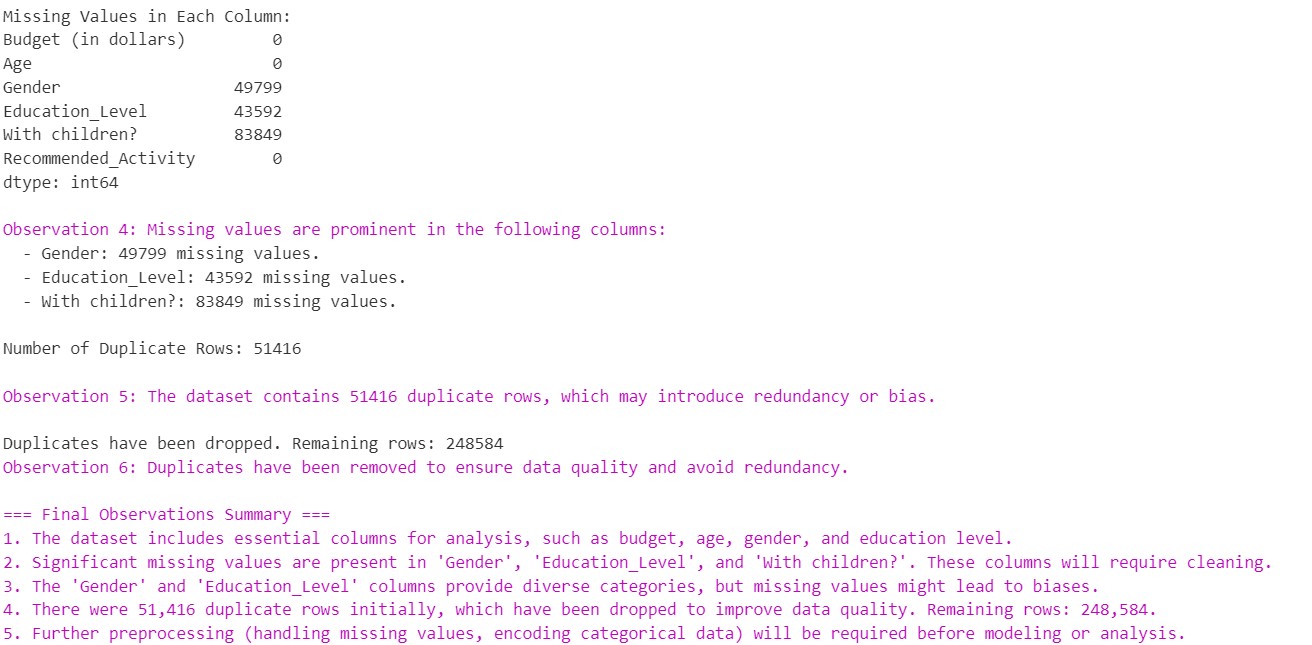 Missing Values in Each Column:
Budget (in dollars) 0
Age 0
Gender 49799
Education_Level 43592
With children? 83849
Recommended_Activity 0
dtype: int64
Observation 4: Missing values are prominent in the following columns:
- Gender: 49799 missing values.
- Education_Level: 43592 missing values.
- With children?: 83849 missing values.
Number of Duplicate Rows: 51416
Observation 5: The dataset contains 51416 duplicate rows, which may introduce redundancy or bias.
Duplicates have been dropped. Remaining rows: 248584
Observation 6: Duplicates have been removed to ensure data quality and avoid redundancy.
=== Final Observations Summary ===
1. The dataset includes essential columns for analysis, such as budget, age, gender, and education level.
2. Significant missing values are present in 'Gender', 'Education_Level', and 'With children?'. These columns will require cleaning.
3. The 'Gender' and 'Education_Level' columns provide diverse categories, but missing values might lead to biases.
4. There were 51,416 duplicate rows initially, which have been dropped to improve data quality. Remaining rows: 248,584.
5. Further preprocessing (handling missing values, encoding categorical data) will be required before modeling or analysis.